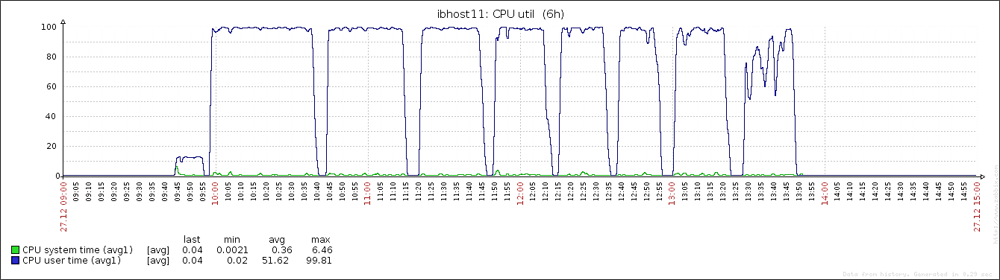 ibhost11: CPU util (6h)
100
80
60
40
20
0
27.12 09:00 09:05 09:10 09:15 09:20 09:25 09:30 09:35 09:40 09:45 09:50 09:55 10:00 10:05 10:10 10:15 10:20 10:25 10:30 10:35 10:40 10:45 10:50 10:55 11:00 11:05 11:10 11:15 11:20 11:25 11:30 11:35 11:40 11:45 11:50 11:55 12:00 12:05 12:10 12:15 12:20 12:25 12:30 12:35 12:40 12:45 12:50 12:55 13:00 13:05 13:10 13:15 13:20 13:25 13:30 13:35 13:40 13:45 13:50 13:55 14:00 14:05 14:10 14:15 14:20 14:25 14:30 14:35 14:40 14:45 14:50 14:55 27.12 15:00
last min avg max
CPU system time (avg1) [avg] 0.04 0.0021 0.36 6.46
CPU user time (avg1) [avg] 0.04 0.02 51.62 99.81
Data from history. Generated in 0.20 sec